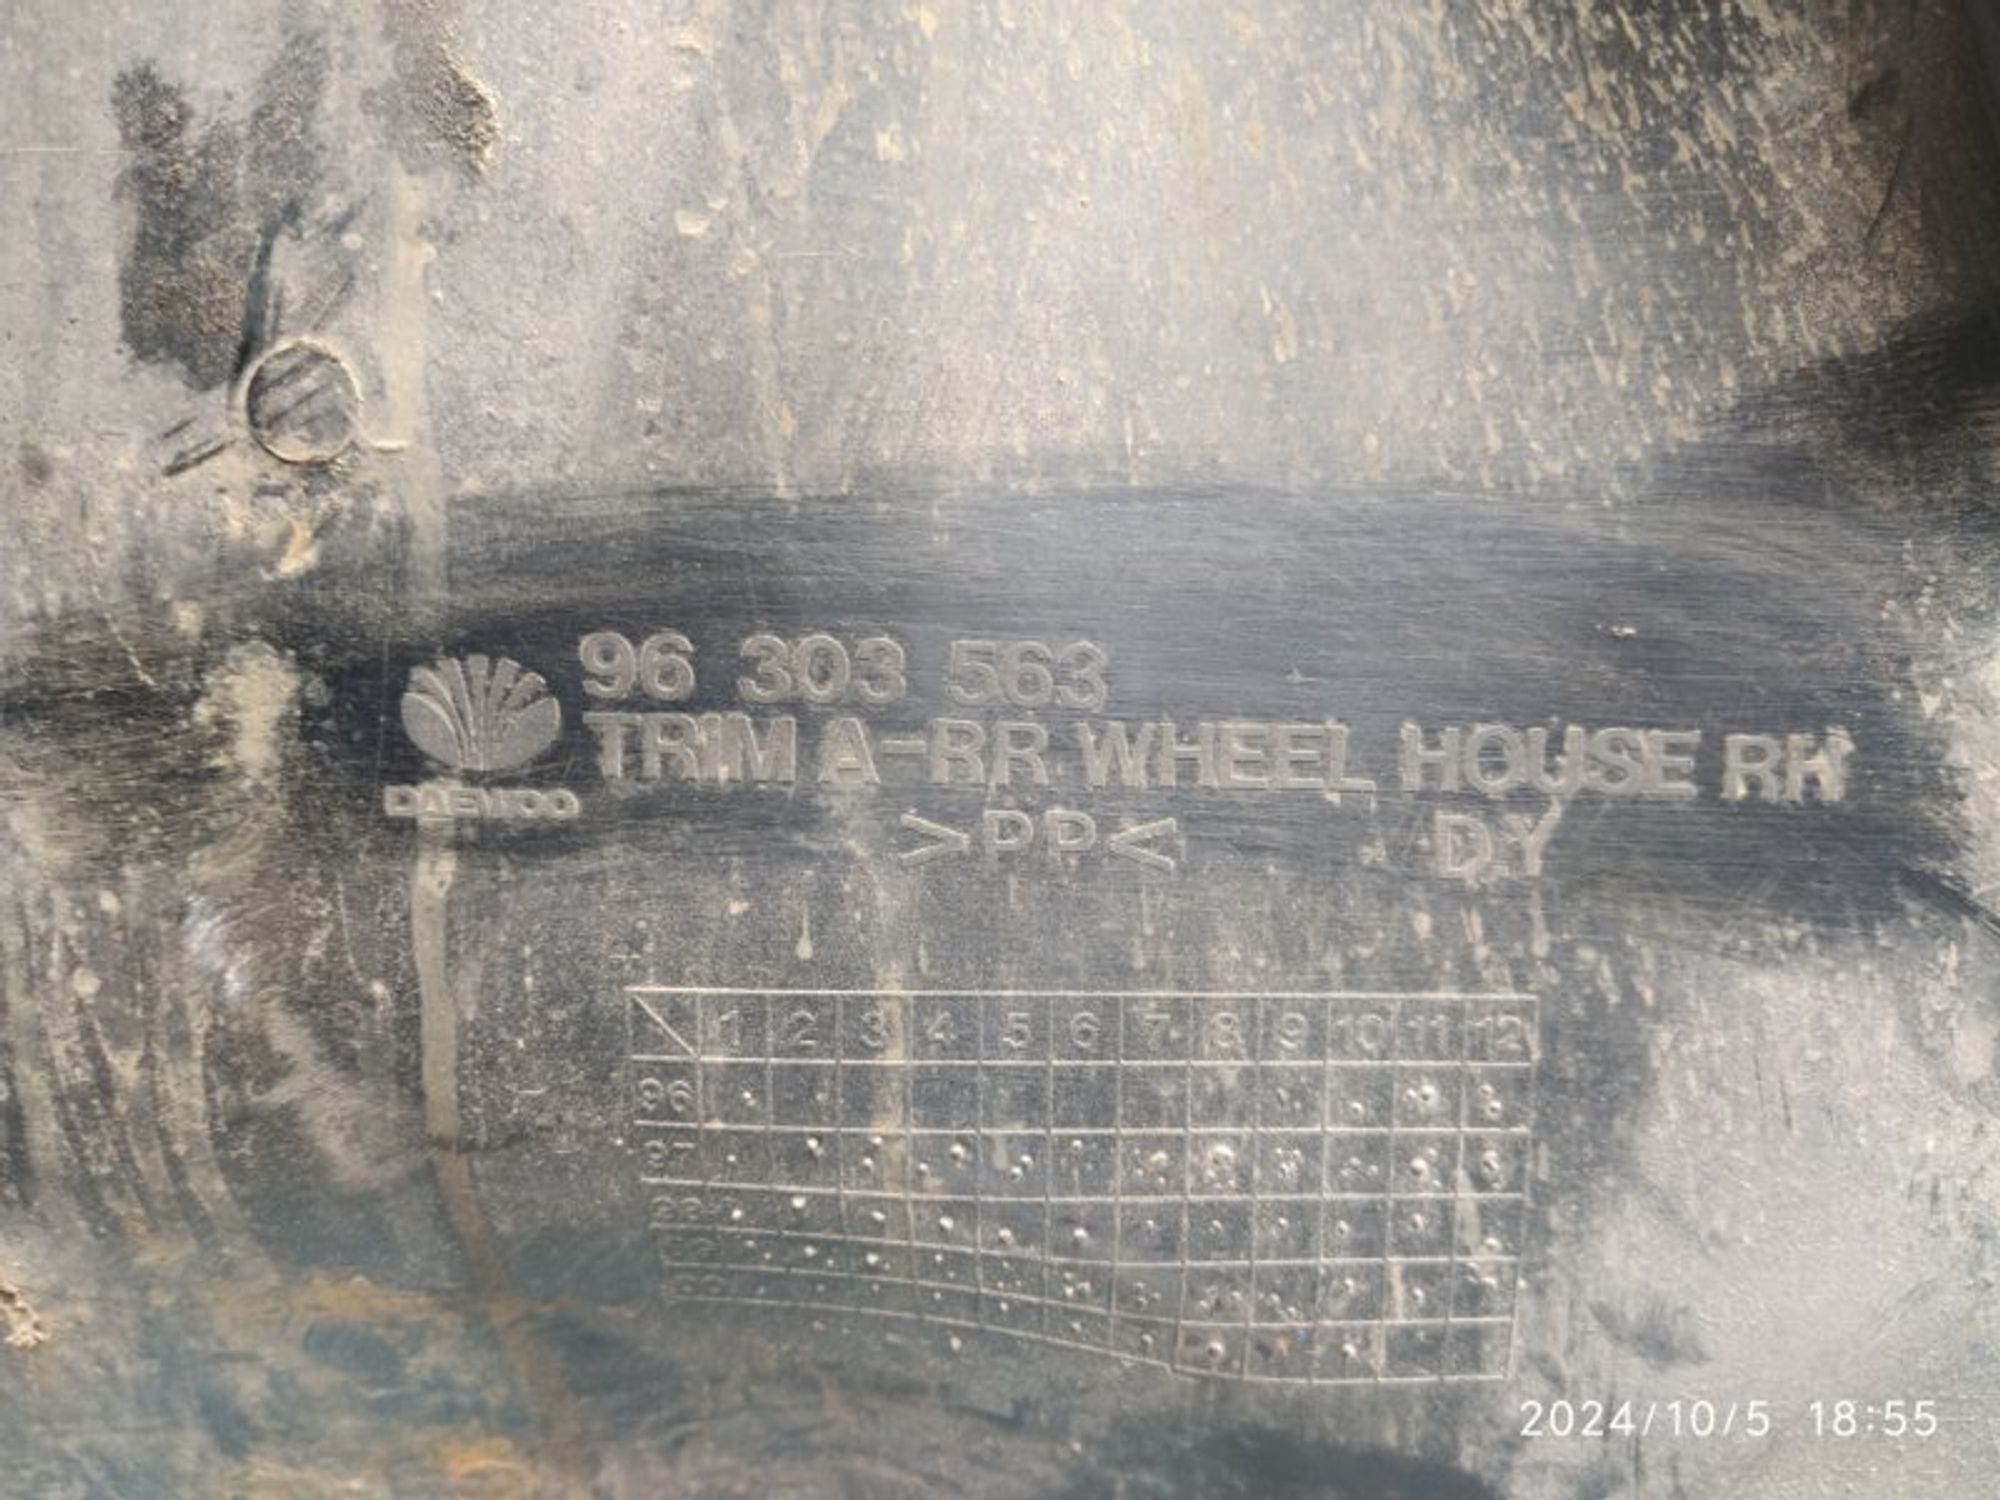 96 303 563
TRIM A-RR WHEEL HOUSE RH
DAEWOO
>PP< DY
1 2 3 4 5 6 7 8 9 10 11 12
96
97
2024/10/5 18:55